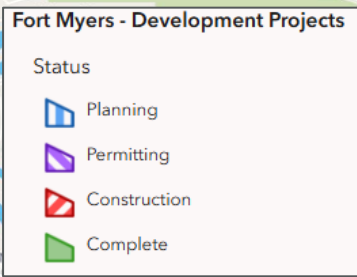 Fort Myers - Development Projects
Status
Planning
Permitting
Construction
Complete